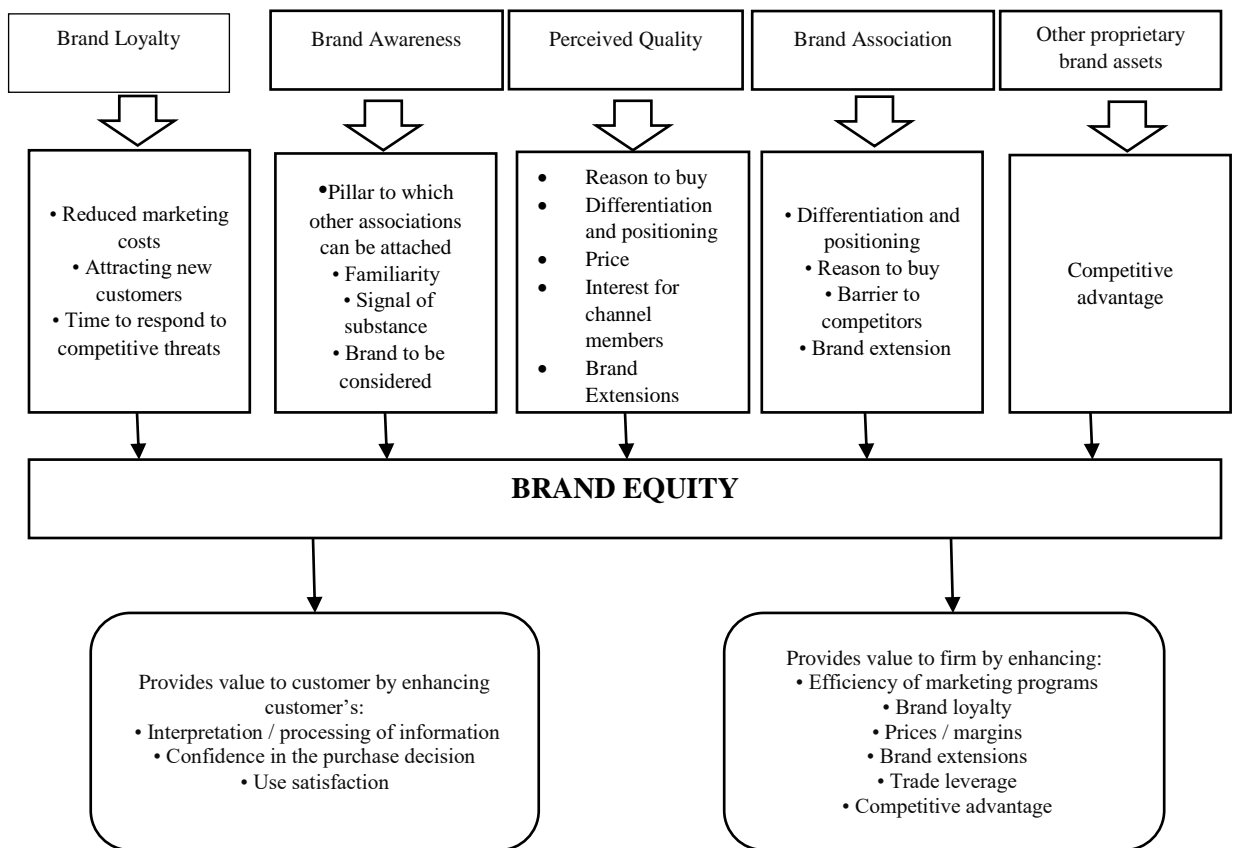 Brand Loyalty
Brand Awareness
Perceived Quality
Brand Association
Other proprietary
brand assets
• Reduced marketing
costs
• Attracting new
customers
• Time to respond to
competitive threats
•Pillar to which
other associations
can be attached
• Familiarity
• Signal of
substance
• Brand to be
considered
• Reason to buy
• Differentiation
and positioning
• Price
• Interest for
channel
members
• Brand
Extensions
• Differentiation and
positioning
• Reason to buy
• Barrier to
competitors
• Brand extension
Competitive
advantage
BRAND EQUITY
Provides value to customer by enhancing
customer’s:
• Interpretation / processing of information
• Confidence in the purchase decision
• Use satisfaction
Provides value to firm by enhancing:
• Efficiency of marketing programs
• Brand loyalty
• Prices / margins
• Brand extensions
• Trade leverage
• Competitive advantage